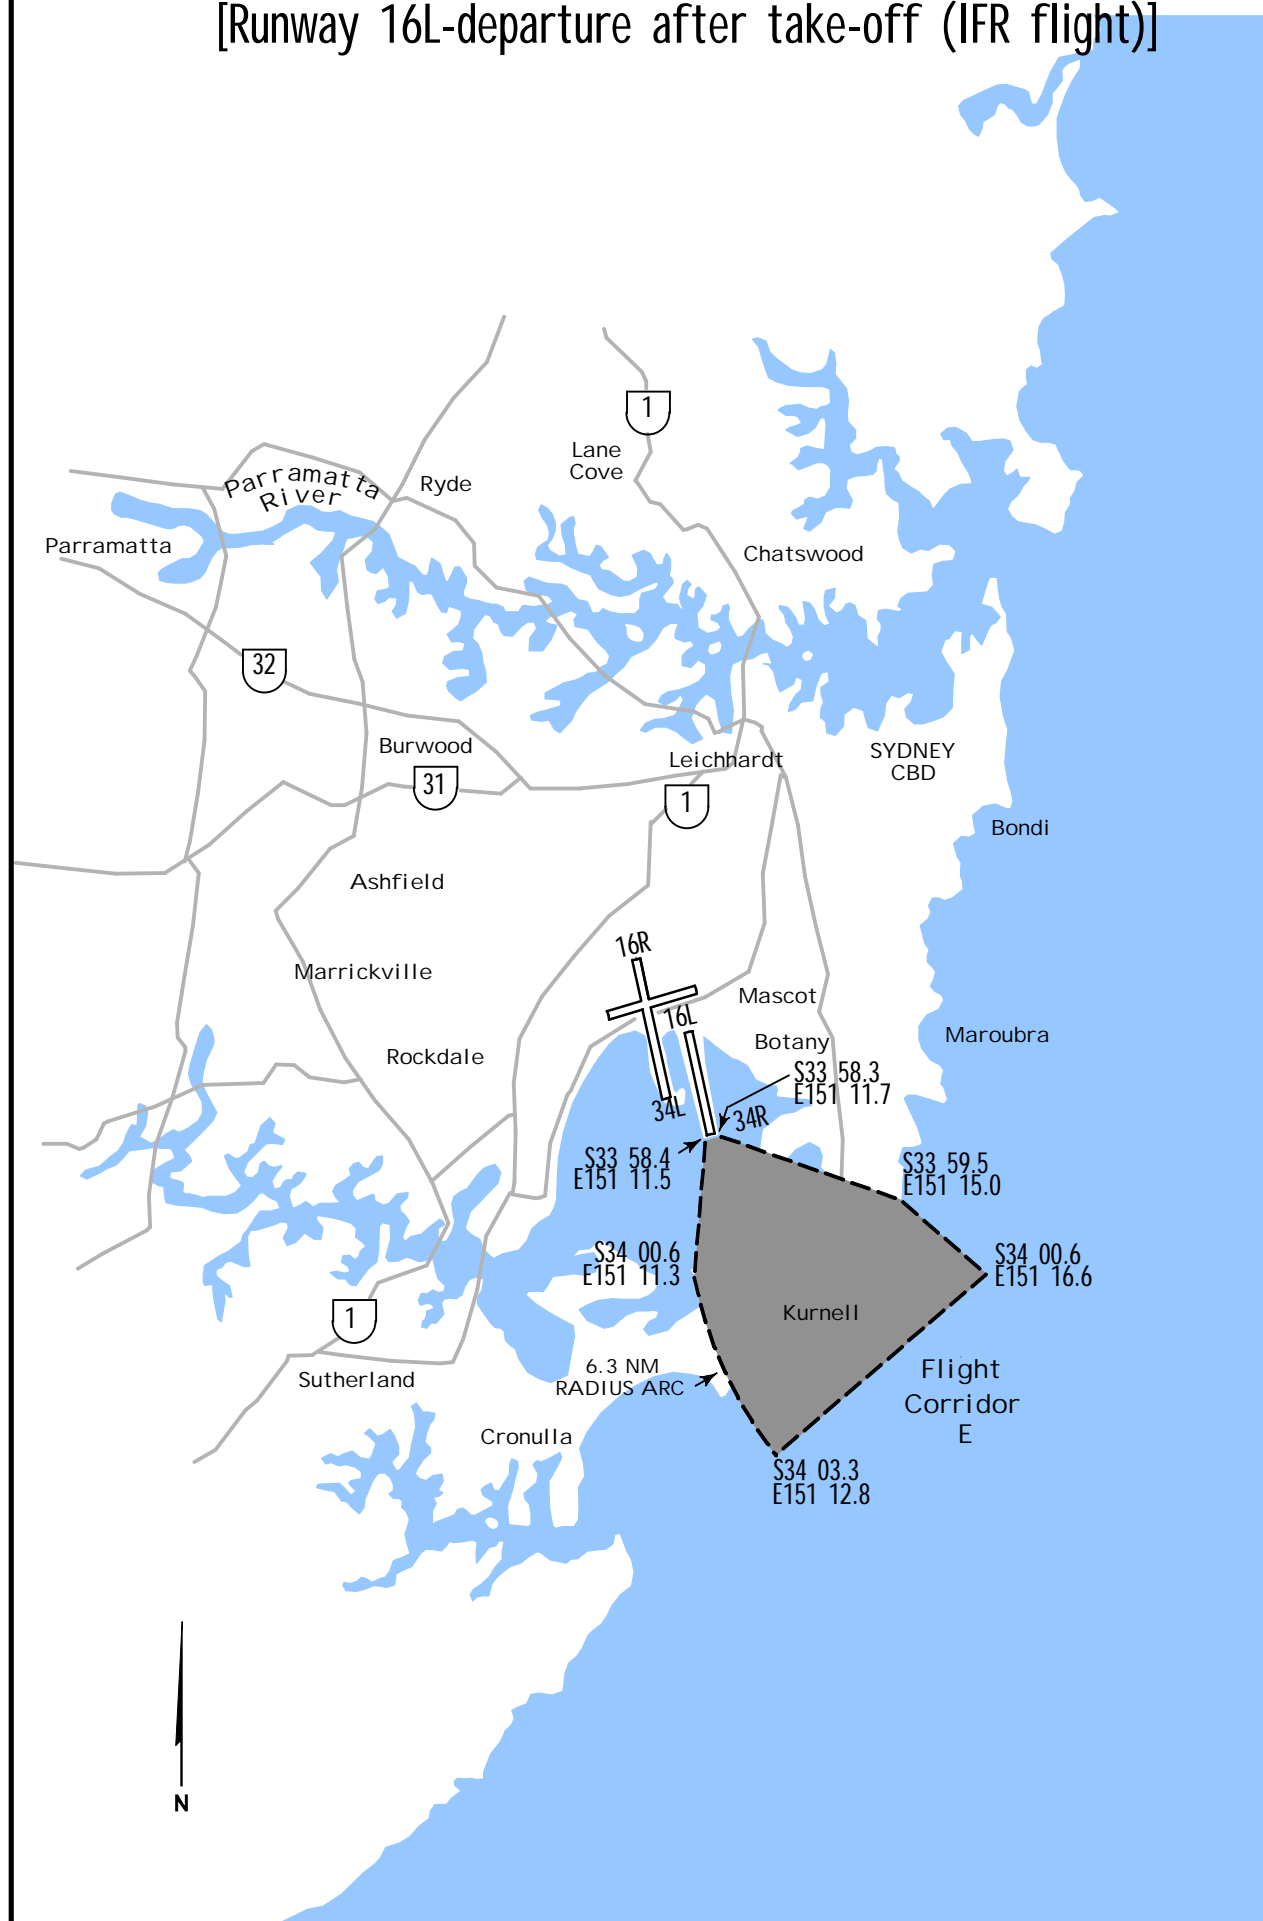 [Runway 16L-departure after take-off (IFR flight)]
1
Lane
Cove
Parramatta
River
Ryde
Parramatta
Chatswood
32
Burwood
31
Leichhardt
1
SYDNEY
CBD
Bondi
Ashfield
16R
Marrickville
Mascot
16L
Botany
Maroubra
Rockdale
S33 58.3
E151 11.7
34L
34R
S33 58.4
E151 11.5
S33 59.5
E151 15.0
S34 00.6
E151 11.3
S34 00.6
E151 16.6
1
Kurnell
6.3 NM
RADIUS ARC
Flight
Corridor
E
Sutherland
Cronulla
S34 03.3
E151 12.8
N